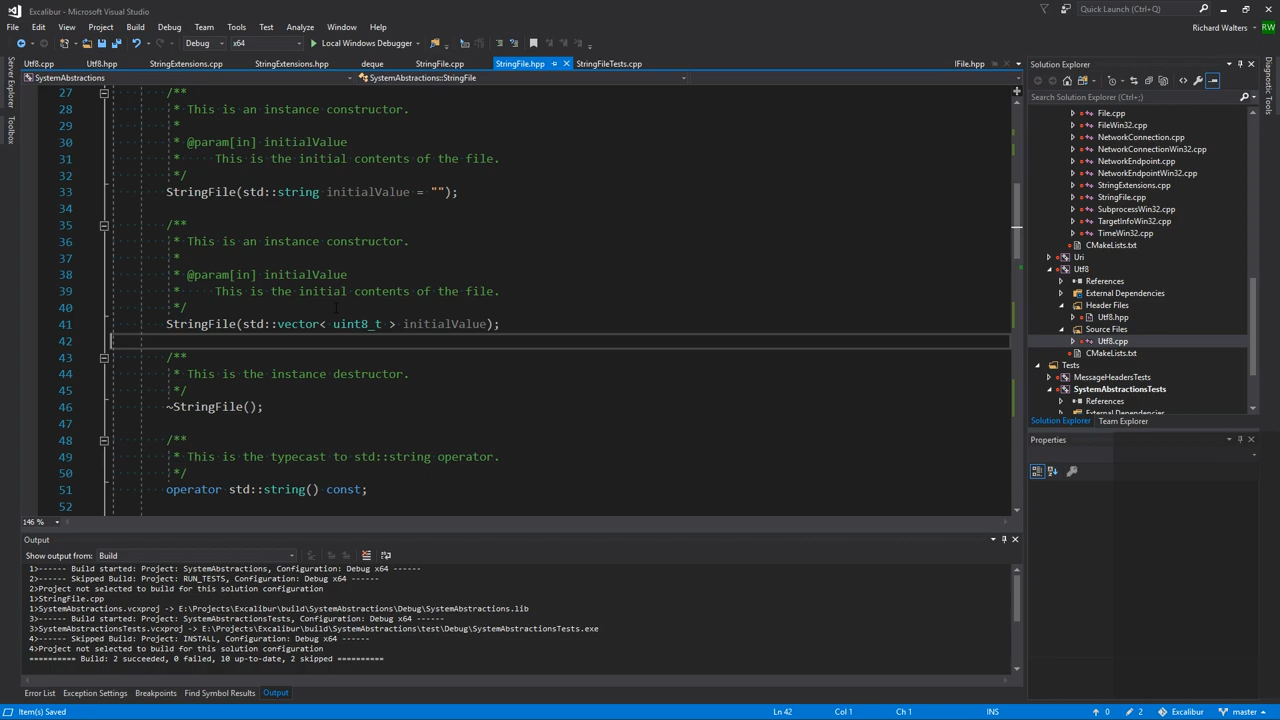 Excalibur - Microsoft Visual Studio
Quick Launch (Ctrl+;)
File Edit View Project Build Debug Team Tools Test Analyze Window Help
Richard Walters RW
Debug x64 Local Windows Debugger
Utf8.cpp Utf8.hpp StringExtensions.cpp StringExtensions.hpp deque StringFile.cpp StringFile.hpp StringFileTests.cpp IFile.hpp
SystemAbstractions SystemAbstractions::StringFile
Server Explorer
Toolbox
27 /**
28 * This is an instance constructor.
29 *
30 * @param[in] initialValue
31 * This is the initial contents of the file.
32 */
33 StringFile(std::string initialValue = "");
34
35 /**
36 * This is an instance constructor.
37 *
38 * @param[in] initialValue
39 * This is the initial contents of the file.
40 */
41 StringFile(std::vector< uint8_t > initialValue);
42
43 /**
44 * This is the instance destructor.
45 */
46 ~StringFile();
47
48 /**
49 * This is the typecast to std::string operator.
50 */
51 operator std::string() const;
52
146 %
Output
Show output from: Build
1>------ Build started: Project: SystemAbstractions, Configuration: Debug x64 ------
2>------ Skipped Build: Project: RUN_TESTS, Configuration: Debug x64 ------
2>Project not selected to build for this solution configuration
1>StringFile.cpp
1>SystemAbstractions.vcxproj -> E:\Projects\Excalibur\build\SystemAbstractions\Debug\SystemAbstractions.lib
3>------ Build started: Project: SystemAbstractionsTests, Configuration: Debug x64 ------
3>SystemAbstractionsTests.vcxproj -> E:\Projects\Excalibur\build\SystemAbstractions\test\Debug\SystemAbstractionsTests.exe
4>------ Skipped Build: Project: INSTALL, Configuration: Debug x64 ------
4>Project not selected to build for this solution configuration
========== Build: 2 succeeded, 0 failed, 10 up-to-date, 2 skipped ==========
Error List Exception Settings Breakpoints Find Symbol Results Output
Solution Explorer
Search Solution Explorer (Ctrl+;)
File.cpp
FileWin32.cpp
NetworkConnection.cpp
NetworkConnectionWin32.cpp
NetworkEndpoint.cpp
NetworkEndpointWin32.cpp
StringExtensions.cpp
StringFile.cpp
SubprocessWin32.cpp
TargetInfoWin32.cpp
TimeWin32.cpp
CMakeLists.txt
Uri
Utf8
References
External Dependencies
Header Files
Utf8.hpp
Source Files
Utf8.cpp
CMakeLists.txt
Tests
MessageHeadersTests
SystemAbstractionsTests
References
External Dependencies
Solution Explorer Team Explorer
Properties
Diagnostic Tools
Item(s) Saved Ln 42 Col 1 Ch 1 INS 0 2 Excalibur master